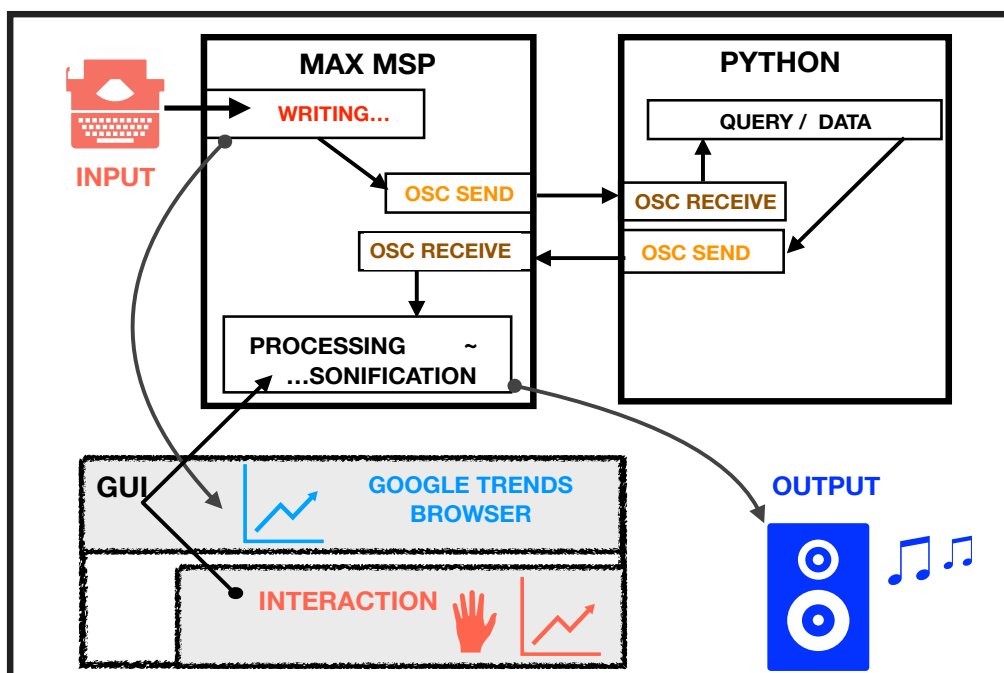 MAX MSP
PYTHON
WRITING...
QUERY / DATA
INPUT
OSC SEND
OSC RECEIVE
OSC RECEIVE
OSC SEND
PROCESSING ~
...SONIFICATION
GUI
GOOGLE TRENDS
BROWSER
OUTPUT
INTERACTION